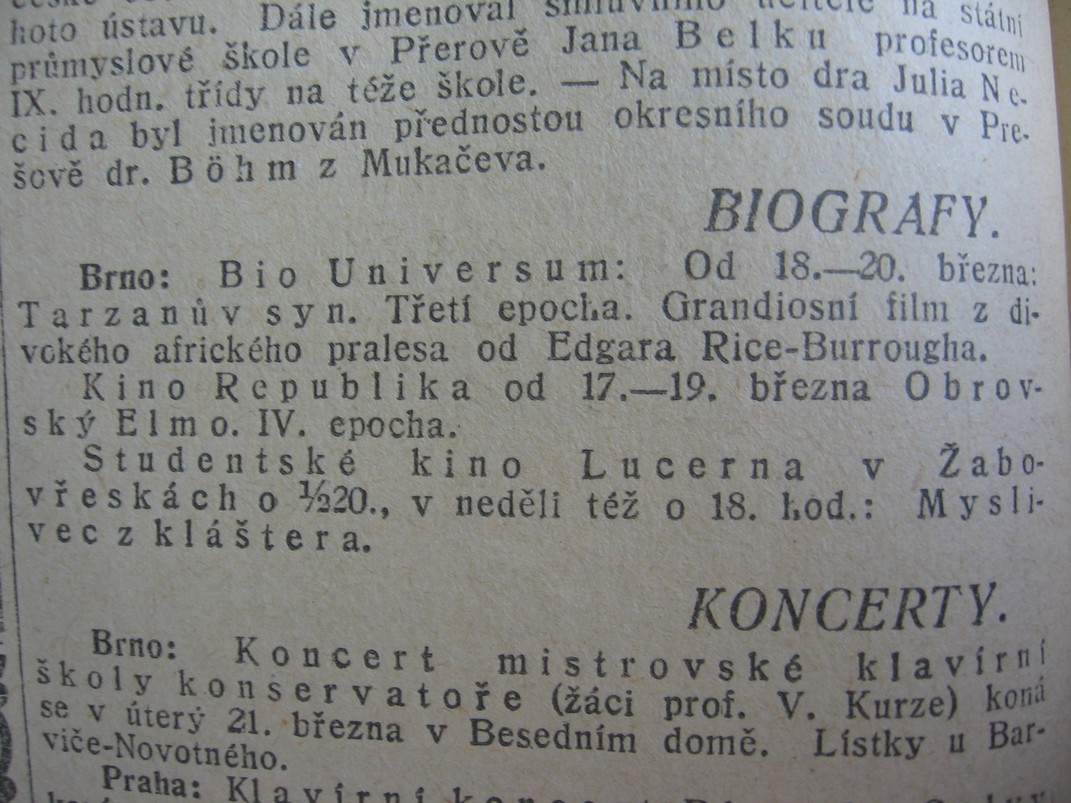 hoto ústavu. Dále jmenoval smluvního učitele na státní
průmyslové škole v Přerově Jana Belku profesorem
IX. hodn. třídy na téže škole. — Na místo dra Julia Ne-
cida byl jmenován přednostou okresního soudu v Pre-
šově dr. Böhm z Mukačeva.
BIOGRAFY.
Brno: Bio Universum: Od 18.—20. března:
Tarzanův syn. Třetí epocha. Grandiosní film z di-
vokého afrického pralesa od Edgara Rice-Burrougha.
Kino Republika od 17.—19. března Obrov-
ský Elmo. IV. epocha.
Studentské kino Lucerna v Žabo-
vřeskách o ½20., v neděli též o 18. hod.: Mysli-
vec z kláštera.
KONCERTY.
Brno: Koncert mistrovské klavírní
školy konservatoře (žáci prof. V. Kurze) koná
se v úterý 21. března v Besedním domě. Lístky u Bar-
viče-Novotného.
Praha: Klavírní koncert